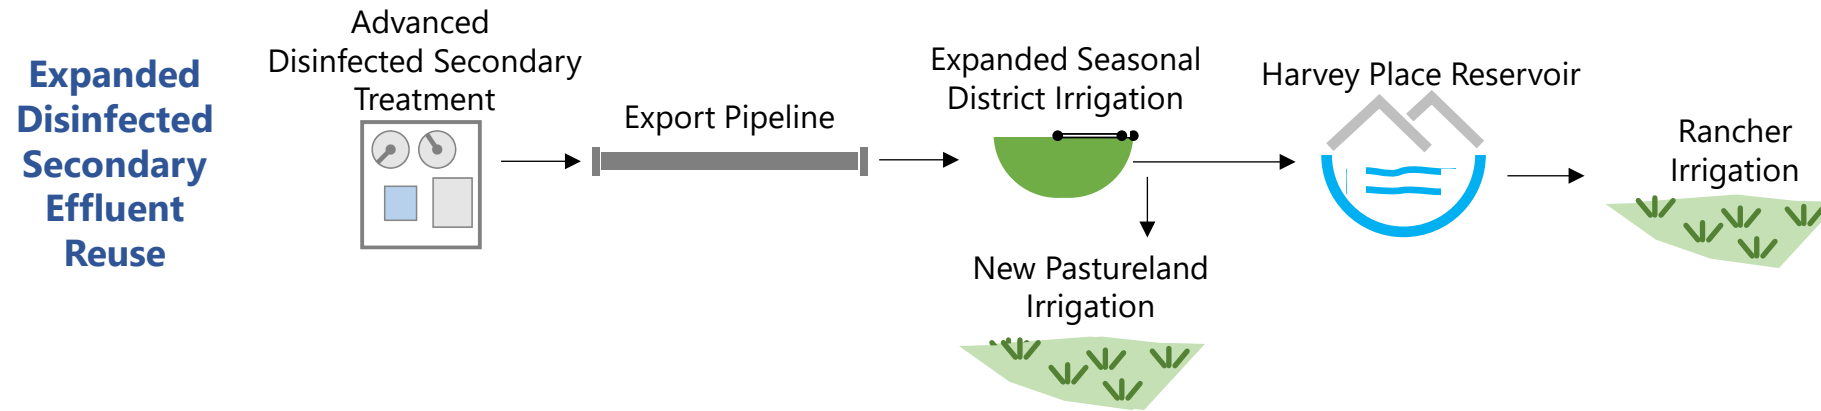 Expanded
Disinfected
Secondary
Effluent
Reuse
Advanced
Disinfected Secondary
Treatment
Export Pipeline
Expanded Seasonal
District Irrigation
New Pastureland
Irrigation
Harvey Place Reservoir
Rancher
Irrigation